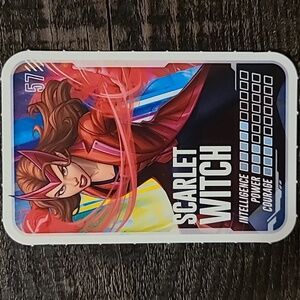 57
SCARLET
WITCH
INTELLIGENCE
POWER
COURAGE